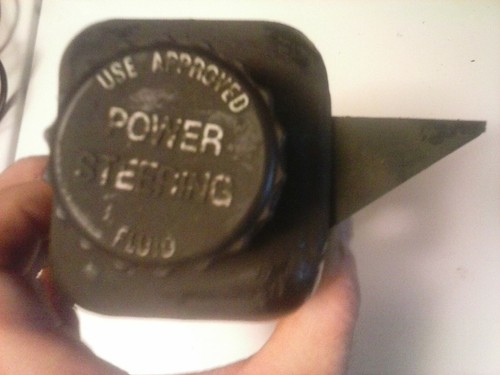 USE APPROVED
POWER
STEERING
FLUID